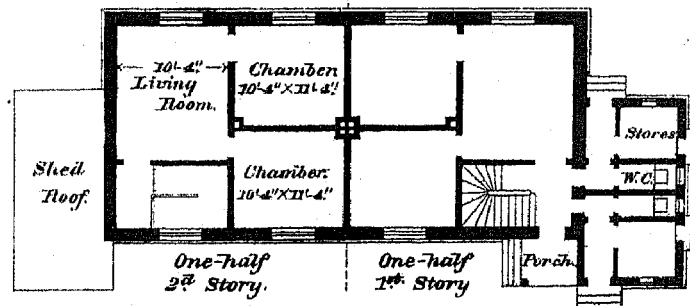 10'-4"
Living
Room.
Chamber.
10'-4" × 11'-4"
Chamber.
10'-4" × 11'-4"
Shed
Roof.
Stores
W.C.
Porch.
One-half
2d Story.
One-half
1st Story